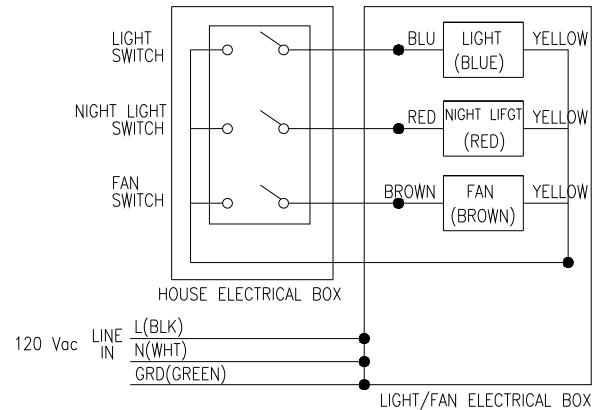 LIGHT
SWITCH
BLU
LIGHT
(BLUE)
YELLOW
NIGHT LIGHT
SWITCH
RED
NIGHT LIFGT
(RED)
YELLOW
FAN
SWITCH
BROWN
FAN
(BROWN)
YELLOW
HOUSE ELECTRICAL BOX
120 Vac
LINE
IN
L(BLK)
N(WHT)
GRD(GREEN)
LIGHT/FAN ELECTRICAL BOX